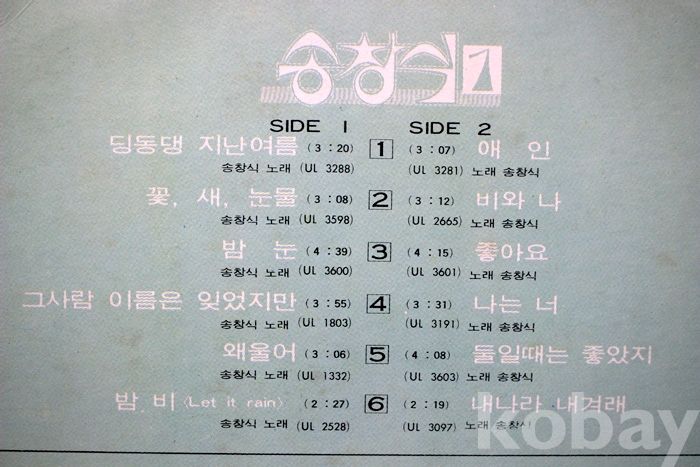 송창식 1
SIDE 1 SIDE 2
딩동댕 지난여름 (3 : 20) 1 (3 : 07) 애 인
송창식 노래 (UL 3288) (UL 3281) 노래 송창식
꽃, 새, 눈물 (3 : 08) 2 (3 : 12) 비와 나
송창식 노래 (UL 3598) (UL 2665) 노래 송창식
밤 눈 (4 : 39) 3 (4 : 15) 좋아요
송창식 노래 (UL 3600) (UL 3601) 노래 송창식
그사람 이름은 잊었지만 (3 : 55) 4 (3 : 31) 나는 너
송창식 노래 (UL 1803) (UL 3191) 노래 송창식
왜울어 (3 : 06) 5 (4 : 08) 둘일때는 좋았지
송창식 노래 (UL 1332) (UL 3603) 노래 송창식
밤, 비 〈Let it rain〉 (2 : 27) 6 (2 : 19) 내나라 내겨래
송창식 노래 (UL 2528) (UL 3097) 노래 송창식
kobay